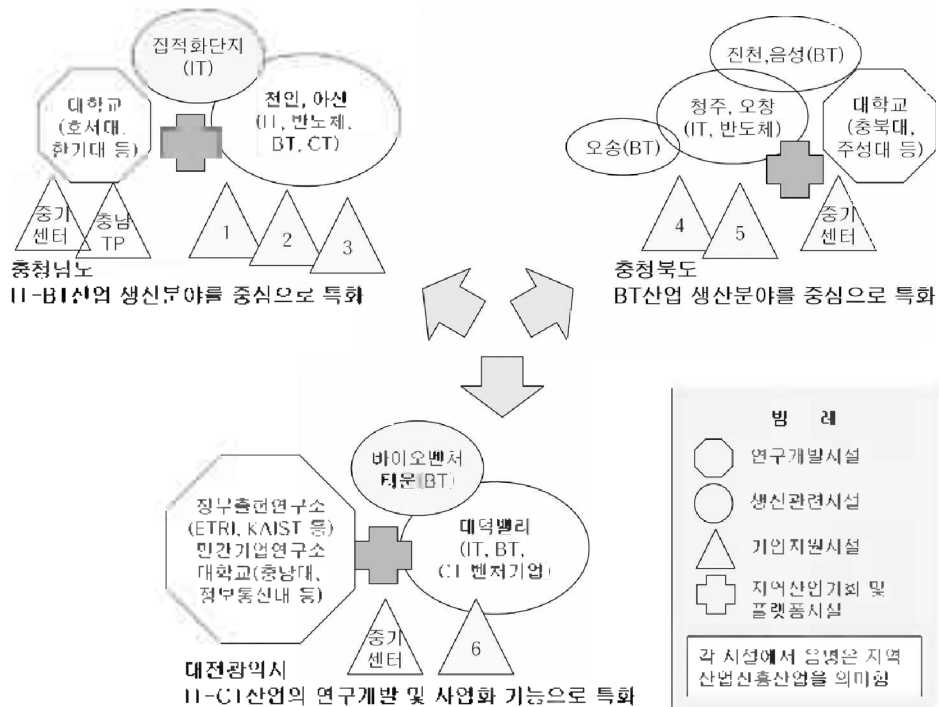 집적화단지
(IT)
대학교
(호서대,
한기대 등)
천안, 아산
(IT, 반도체,
BT, CT)
중기
센터
충남
TP
1
2
3
충청남도
IT-BT산업 생산분야를 중심으로 특화
진천,음성(BT)
청주, 오창
(IT, 반도체)
오송(BT)
대학교
(충북대,
주성대 등)
4
5
중기
센터
충청북도
BT산업 생산분야를 중심으로 특화
바이오벤처
타운(BT)
정부출연연구소
(ETRI, KAIST 등)
민간기업연구소
대학교(충남대,
정보통신대 등)
대덕밸리
(IT, BT,
CT 벤처기업)
중기
센터
6
대전광역시
IT-CT산업의 연구개발 및 사업화 기능으로 특화
범 례
연구개발시설
생산관련시설
기업지원시설
지역산업기획 및
플랫폼시설
각 시설에서 음영은 지역
산업진흥산업을 의미함